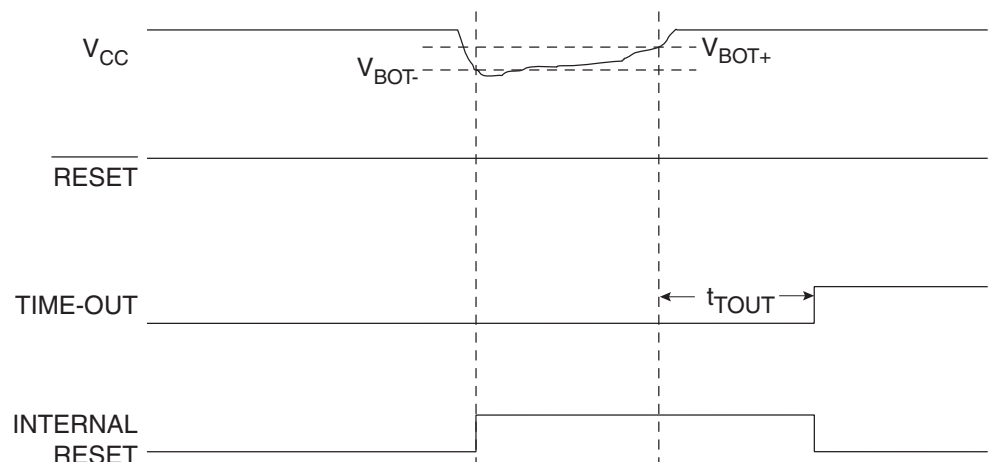 VCC
VBOT-
VBOT+
RESET
TIME-OUT
tTOUT
INTERNAL
RESET